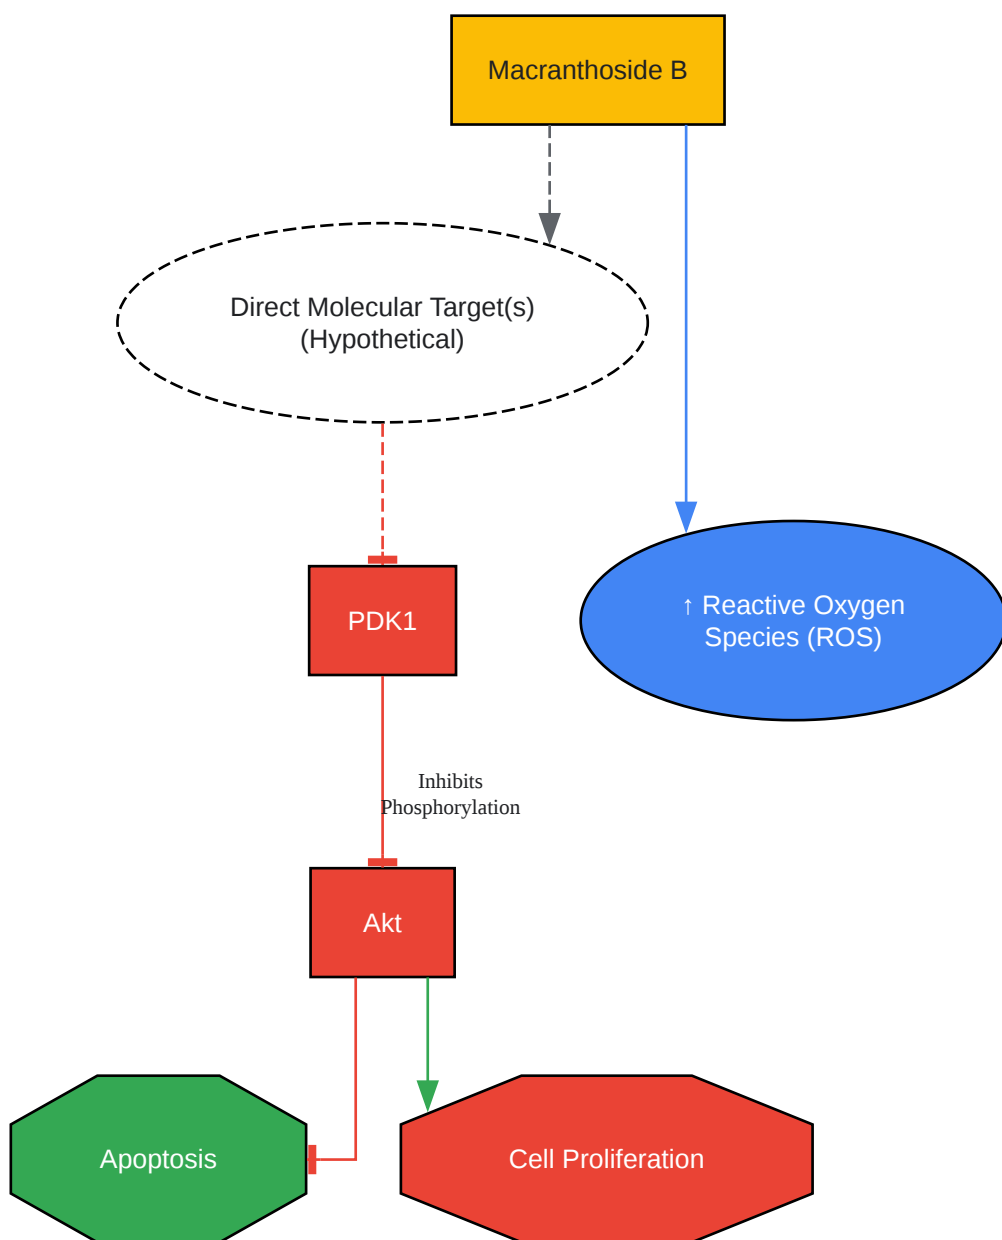 Macranthoside B
Direct Molecular Target(s)
(Hypothetical)
↑ Reactive Oxygen
Species (ROS)
PDK1
Inhibits
Phosphorylation
Akt
Apoptosis
Cell Proliferation